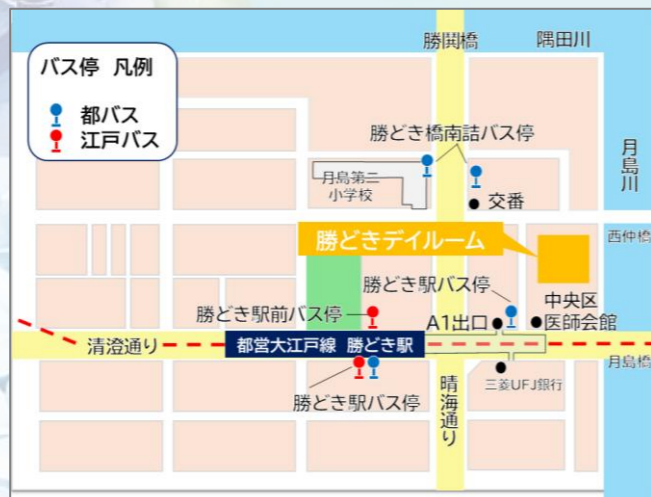 勝鬨橋
隅田川
バス停 凡例
都バス
江戸バス
勝どき橋南詰バス停
月島川
月島第二
小学校
交番
勝どきデイルーム
西仲橋
勝どき駅バス停
勝どき駅前バス停
A1出口
中央区
医師会館
清澄通り
都営大江戸線 勝どき駅
月島橋
勝どき駅バス停
晴海通り
三菱UFJ銀行